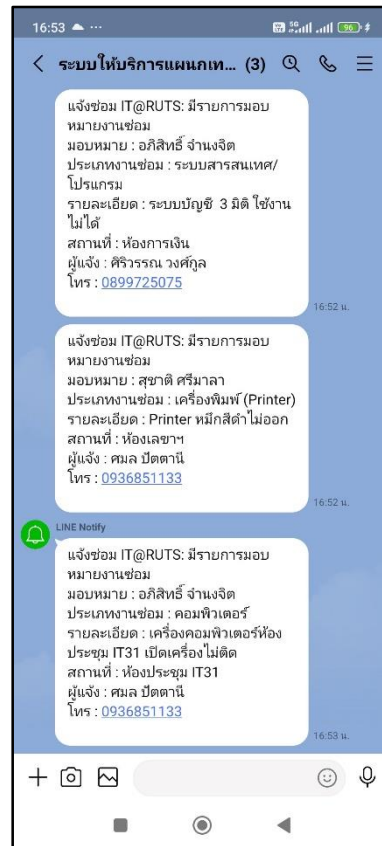 16:53
5G
96
ระบบให้บริการแผนกเท... (3)
แจ้งซ่อม IT@RUTS: มีรายการมอบ
หมายงานซ่อม
มอบหมาย : อภิสิทธิ์ จำนงจิต
ประเภทงานซ่อม : ระบบสารสนเทศ/
โปรแกรม
รายละเอียด : ระบบบัญชี 3 มิติ ใช้งาน
ไม่ได้
สถานที่ : ห้องการเงิน
ผู้แจ้ง : ศิริวรรณ วงศ์กูล
โทร : 0899725075
16:52 น.
แจ้งซ่อม IT@RUTS: มีรายการมอบ
หมายงานซ่อม
มอบหมาย : สุชาติ ศรีมาลา
ประเภทงานซ่อม : เครื่องพิมพ์ (Printer)
รายละเอียด : Printer หมึกสีดำไม่ออก
สถานที่ : ห้องเลขาฯ
ผู้แจ้ง : ศมล ปัตตานี
โทร : 0936851133
16:52 น.
LINE Notify
แจ้งซ่อม IT@RUTS: มีรายการมอบ
หมายงานซ่อม
มอบหมาย : อภิสิทธิ์ จำนงจิต
ประเภทงานซ่อม : คอมพิวเตอร์
รายละเอียด : เครื่องคอมพิวเตอร์ห้อง
ประชุม IT31 เปิดเครื่องไม่ติด
สถานที่ : ห้องประชุม IT31
ผู้แจ้ง : ศมล ปัตตานี
โทร : 0936851133
16:53 น.